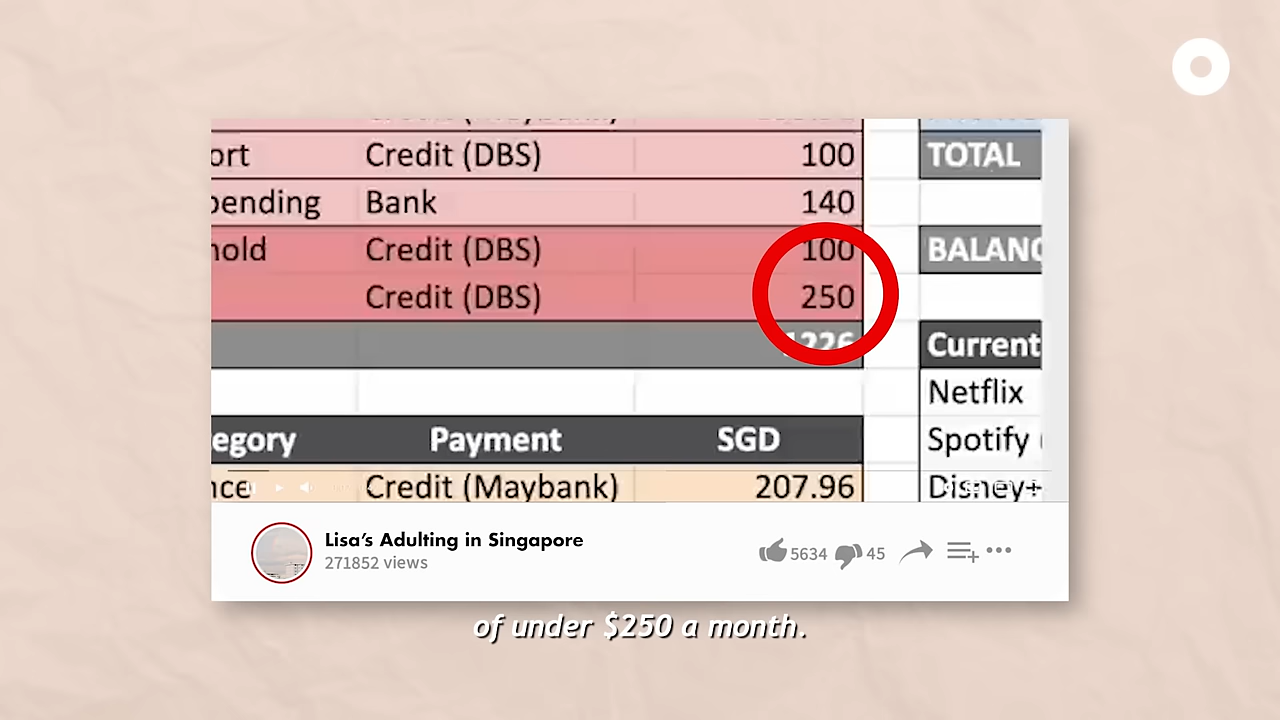 ort Credit (DBS) 100 TOTAL
pending Bank 140
hold Credit (DBS) 100 BALANC
Credit (DBS) 250
1226 Current
Netflix
egory Payment SGD Spotify
nce Credit (Maybank) 207.96 Disney+
Lisa's Adulting in Singapore
271852 views
5634 45
of under $250 a month.